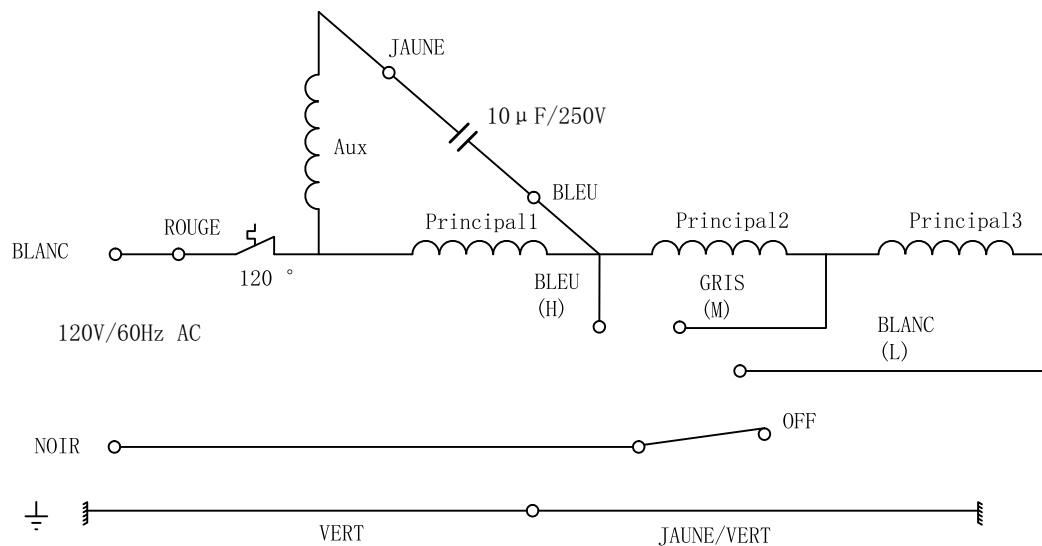 JAUNE
10μF/250V
Aux
BLEU
ROUGE
Principal1
Principal2
Principal3
BLANC
120 °
BLEU
(H)
GRIS
(M)
120V/60Hz AC
BLANC
(L)
OFF
NOIR
VERT
JAUNE/VERT